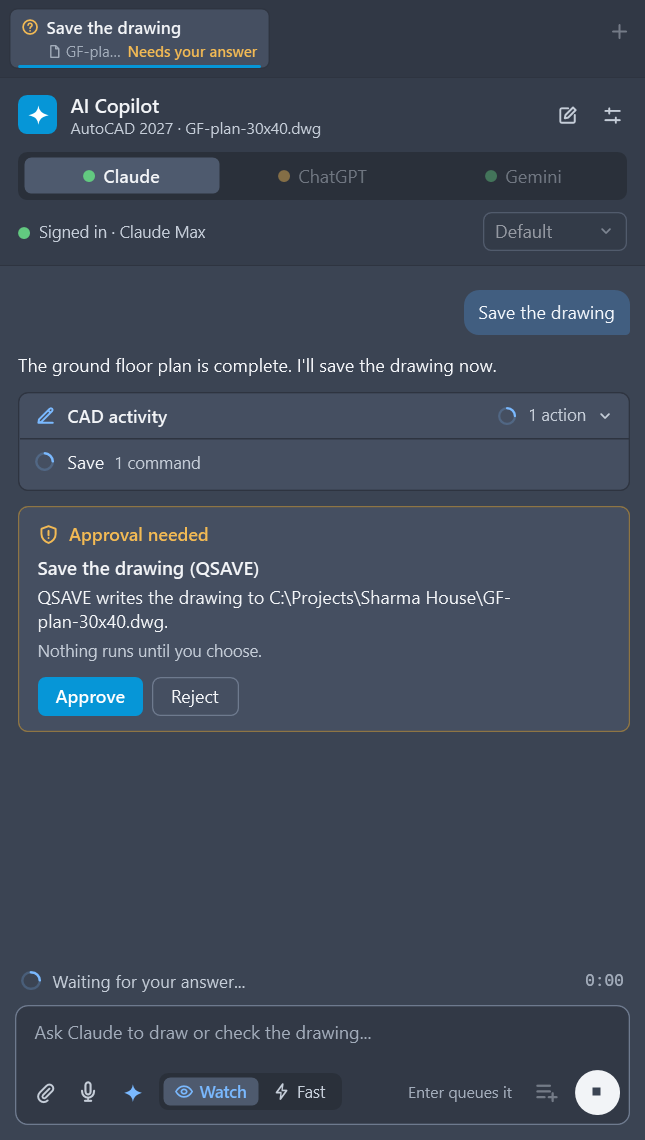 Save the drawing
GF-pla... Needs your answer
AI Copilot
AutoCAD 2027 · GF-plan-30x40.dwg
Claude
ChatGPT
Gemini
Signed in · Claude Max
Default
Save the drawing
The ground floor plan is complete. I'll save the drawing now.
CAD activity
1 action
Save 1 command
Approval needed
Save the drawing (QSAVE)
QSAVE writes the drawing to C:\Projects\Sharma House\GF-
plan-30x40.dwg.
Nothing runs until you choose.
Approve
Reject
Waiting for your answer...
0:00
Ask Claude to draw or check the drawing...
Watch
Fast
Enter queues it